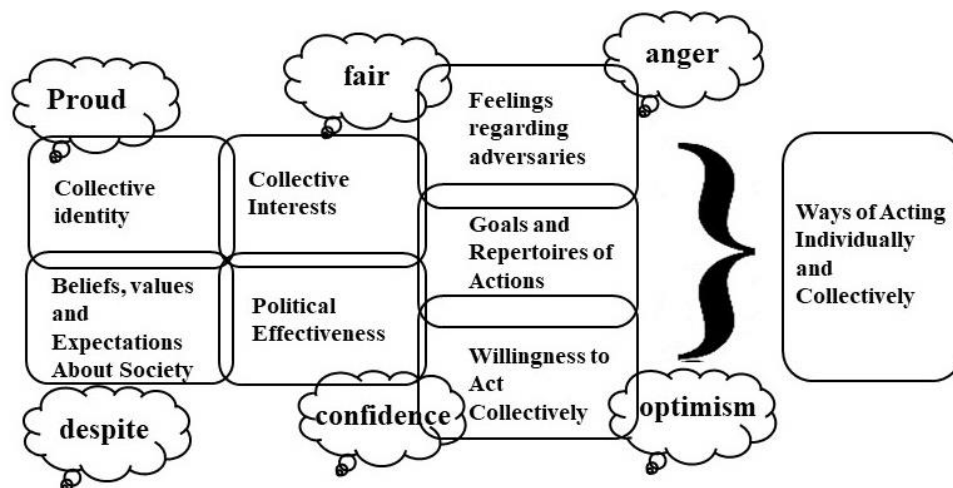 Proud
fair
anger
Collective
identity
Collective
Interests
Feelings
regarding
adversaries
Beliefs, values
and
Expectations
About Society
Political
Effectiveness
Goals and
Repertoires of
Actions
Willingness to
Act
Collectively
Ways of Acting
Individually
and
Collectively
despite
confidence
optimism